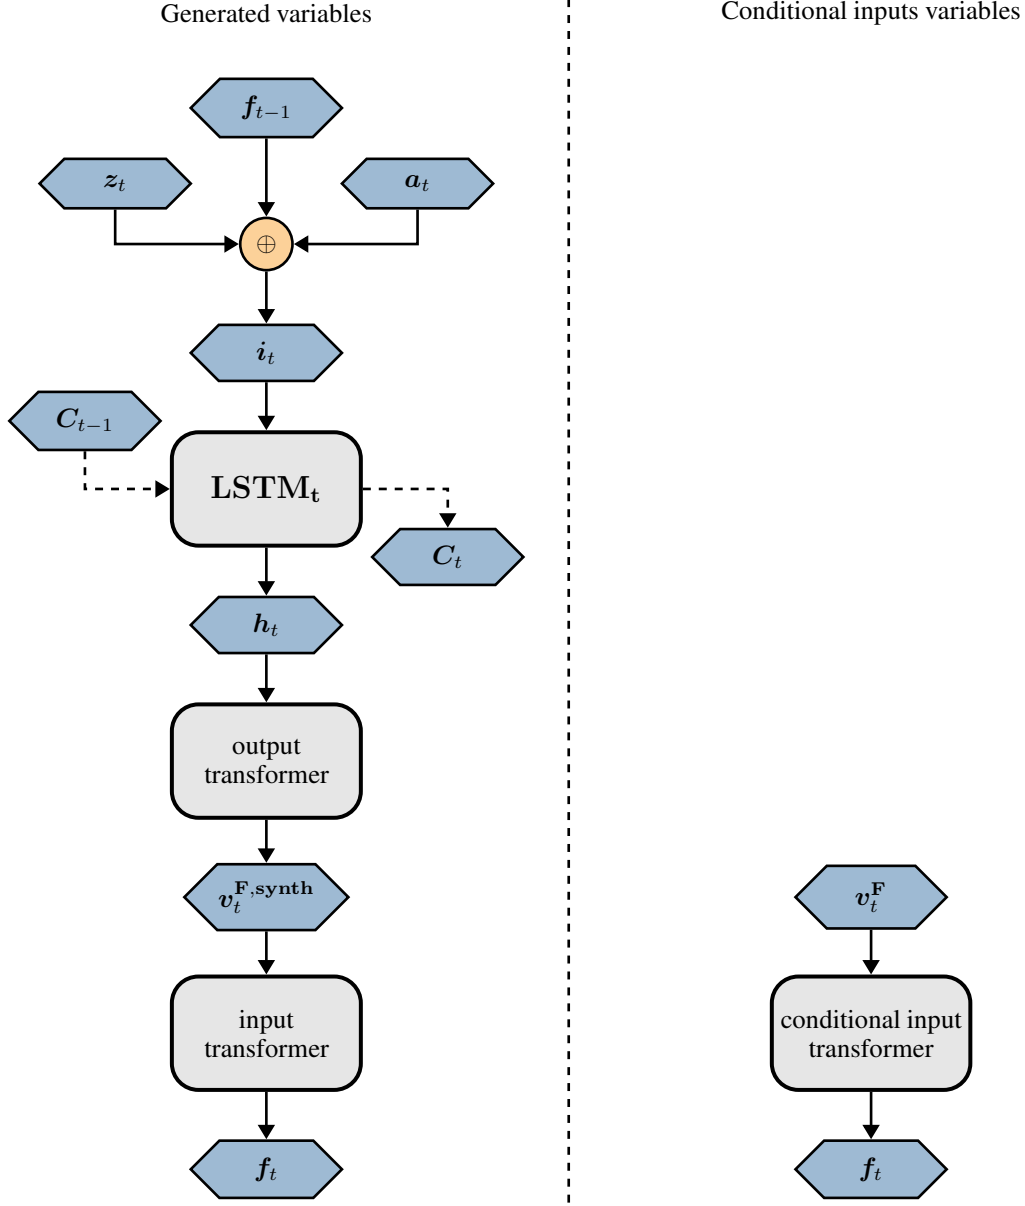 Generated variables
Conditional inputs variables
f_{t−1}
z_t
a_t
⊕
i_t
C_{t−1}
LSTM_t
C_t
h_t
output
transformer
v_t^{F,synth}
v_t^F
input
transformer
conditional input
transformer
f_t
f_t